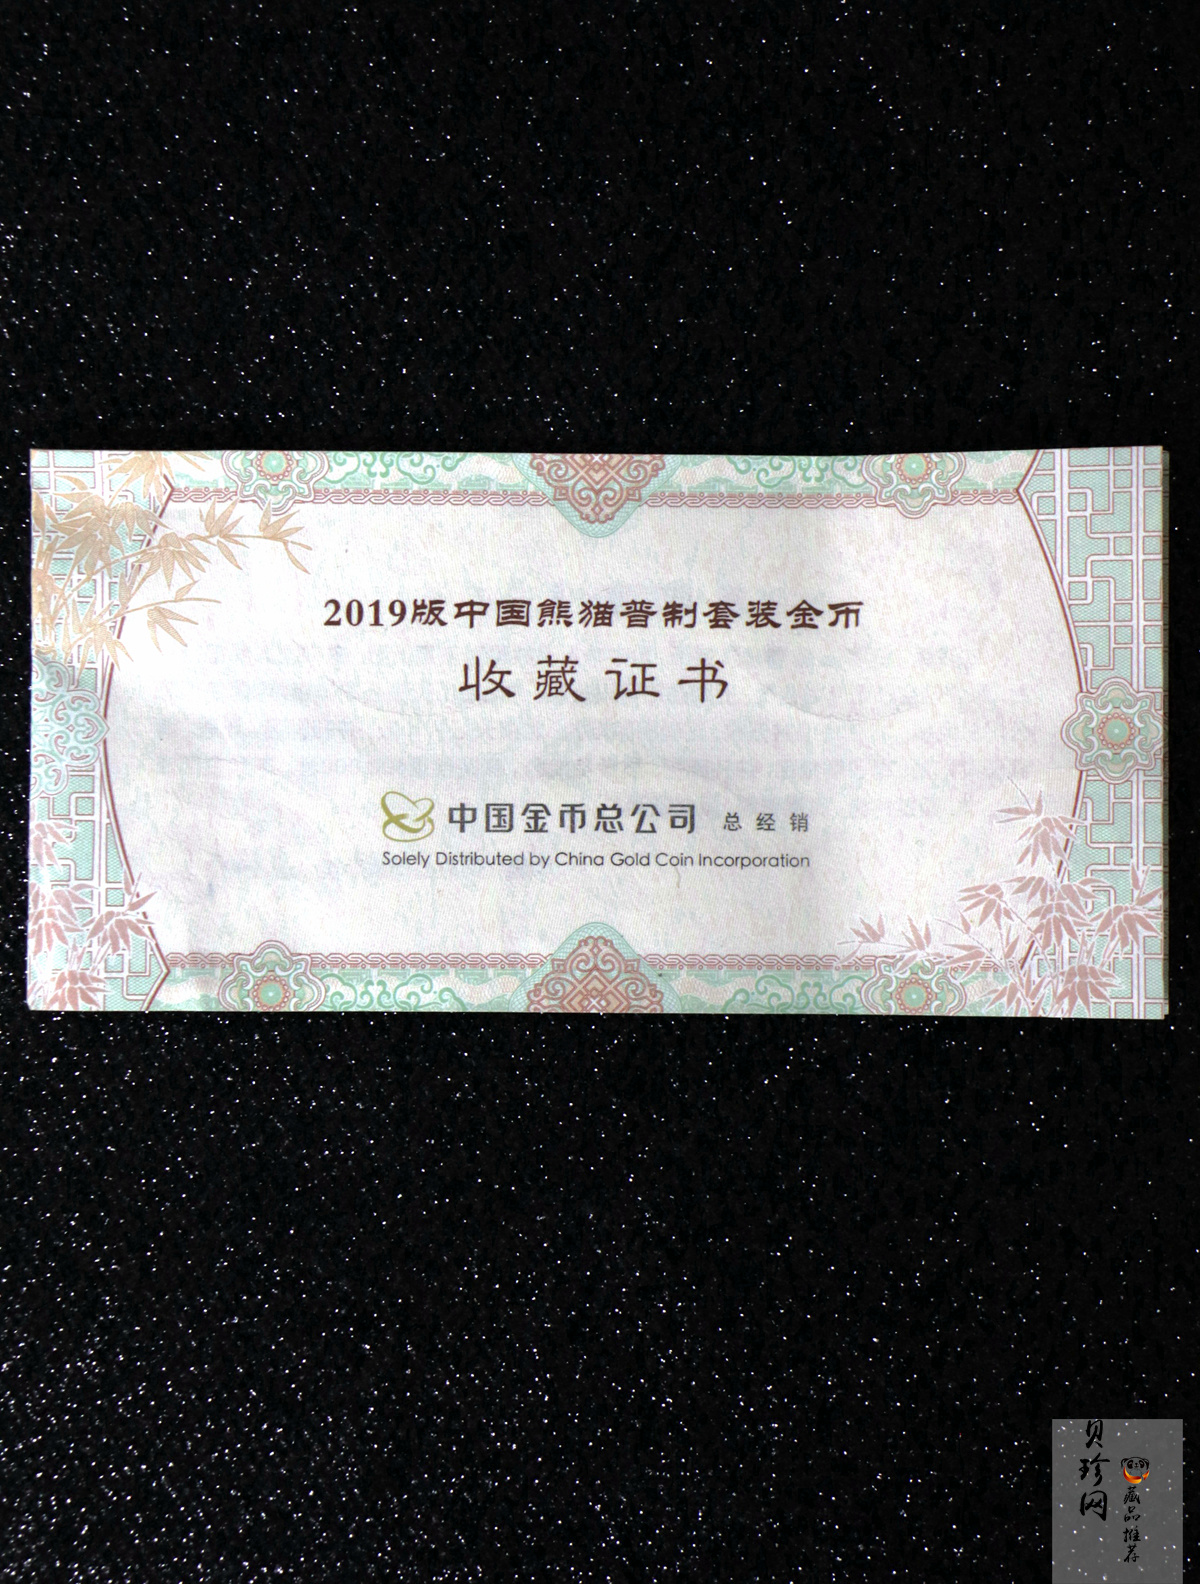 2019版中国熊猫普制套装金币
收藏证书
中国金币总公司 总经销
Solely Distributed by China Gold Coin Incorporation
贝珍网
藏品推荐